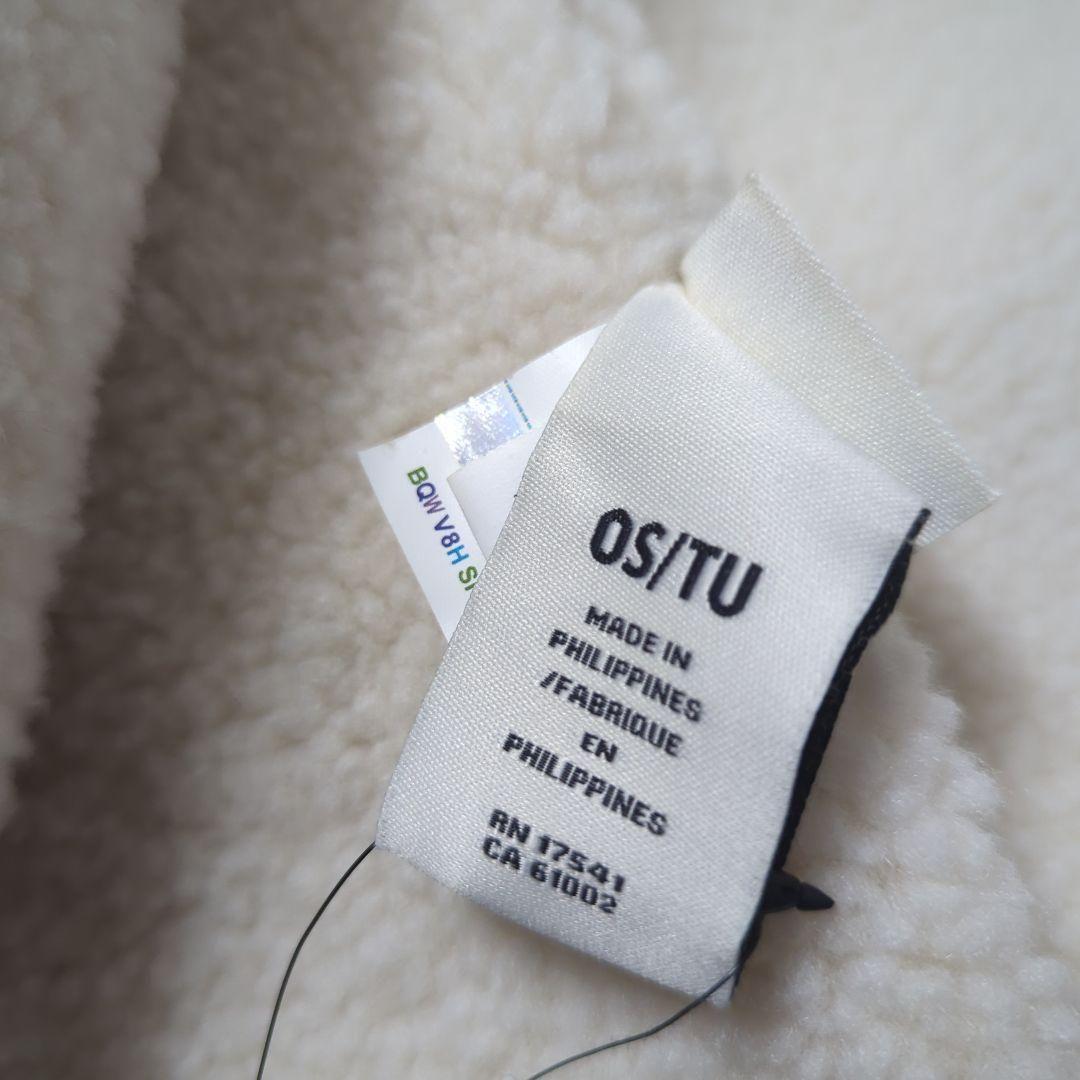 BQW V8H
OS/TU
MADE IN
PHILIPPINES
/FABRIQUE
EN
PHILIPPINES
RN 17541
CA 61002